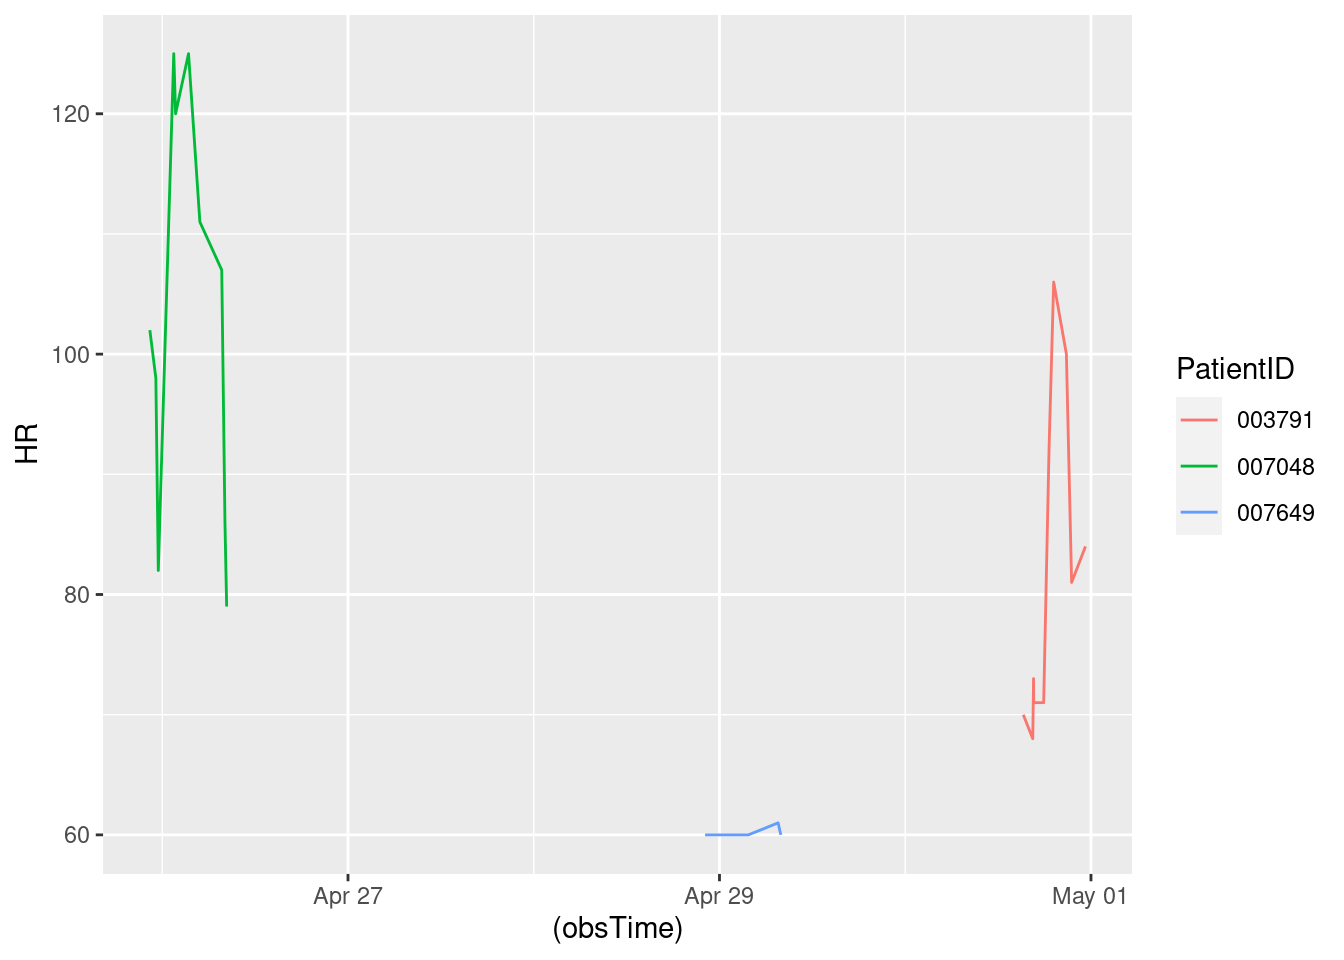 HR
120
100
80
60
Apr 27
Apr 29
May 01
(obsTime)
PatientID
003791
007048
007649